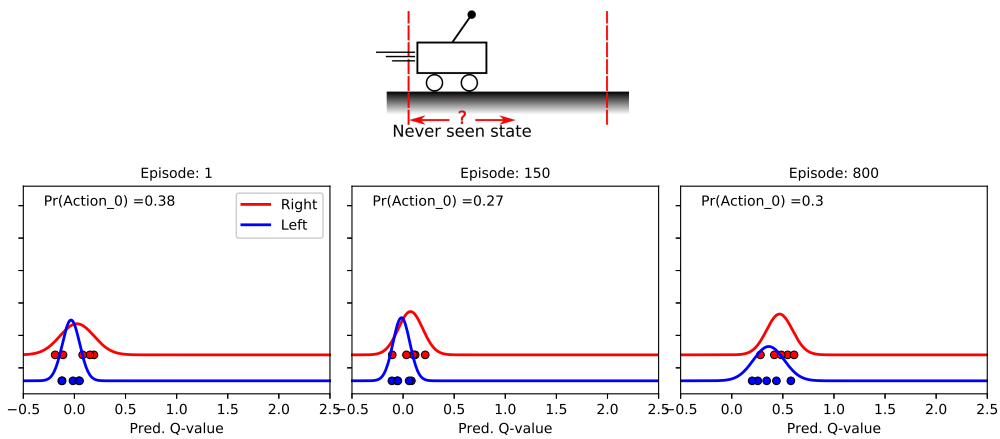 ?
Never seen state
Episode: 1
Episode: 150
Episode: 800
Pr(Action_0) =0.38
Right
Left
Pr(Action_0) =0.27
Pr(Action_0) =0.3
−0.5 0.0 0.5 1.0 1.5 2.0 2.5
−0.5 0.0 0.5 1.0 1.5 2.0 2.5
−0.5 0.0 0.5 1.0 1.5 2.0 2.5
Pred. Q-value
Pred. Q-value
Pred. Q-value